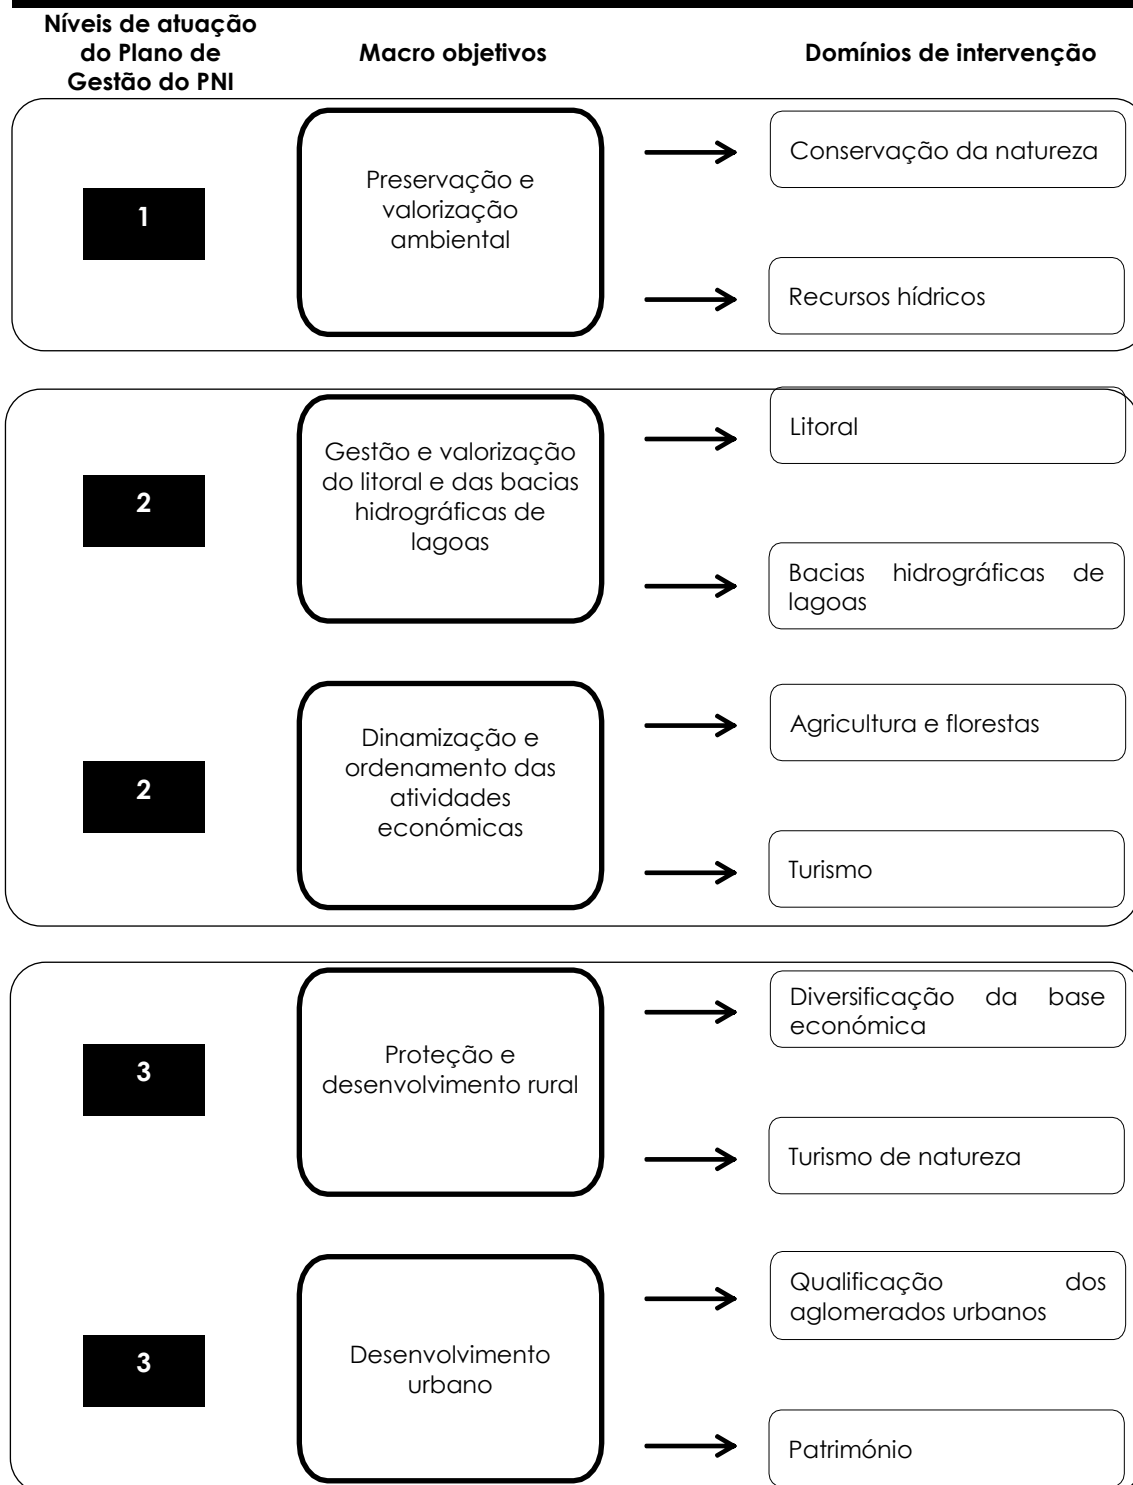 Níveis de atuação
do Plano de
Gestão do PNI
Macro objetivos
Domínios de intervenção
1
Preservação e
valorização
ambiental
Conservação da natureza
Recursos hídricos
2
Gestão e valorização
do litoral e das bacias
hidrográficas de
lagoas
Litoral
Bacias hidrográficas de
lagoas
2
Dinamização e
ordenamento das
atividades
económicas
Agricultura e florestas
Turismo
3
Proteção e
desenvolvimento rural
Diversificação da base
económica
Turismo de natureza
3
Desenvolvimento
urbano
Qualificação dos
aglomerados urbanos
Património